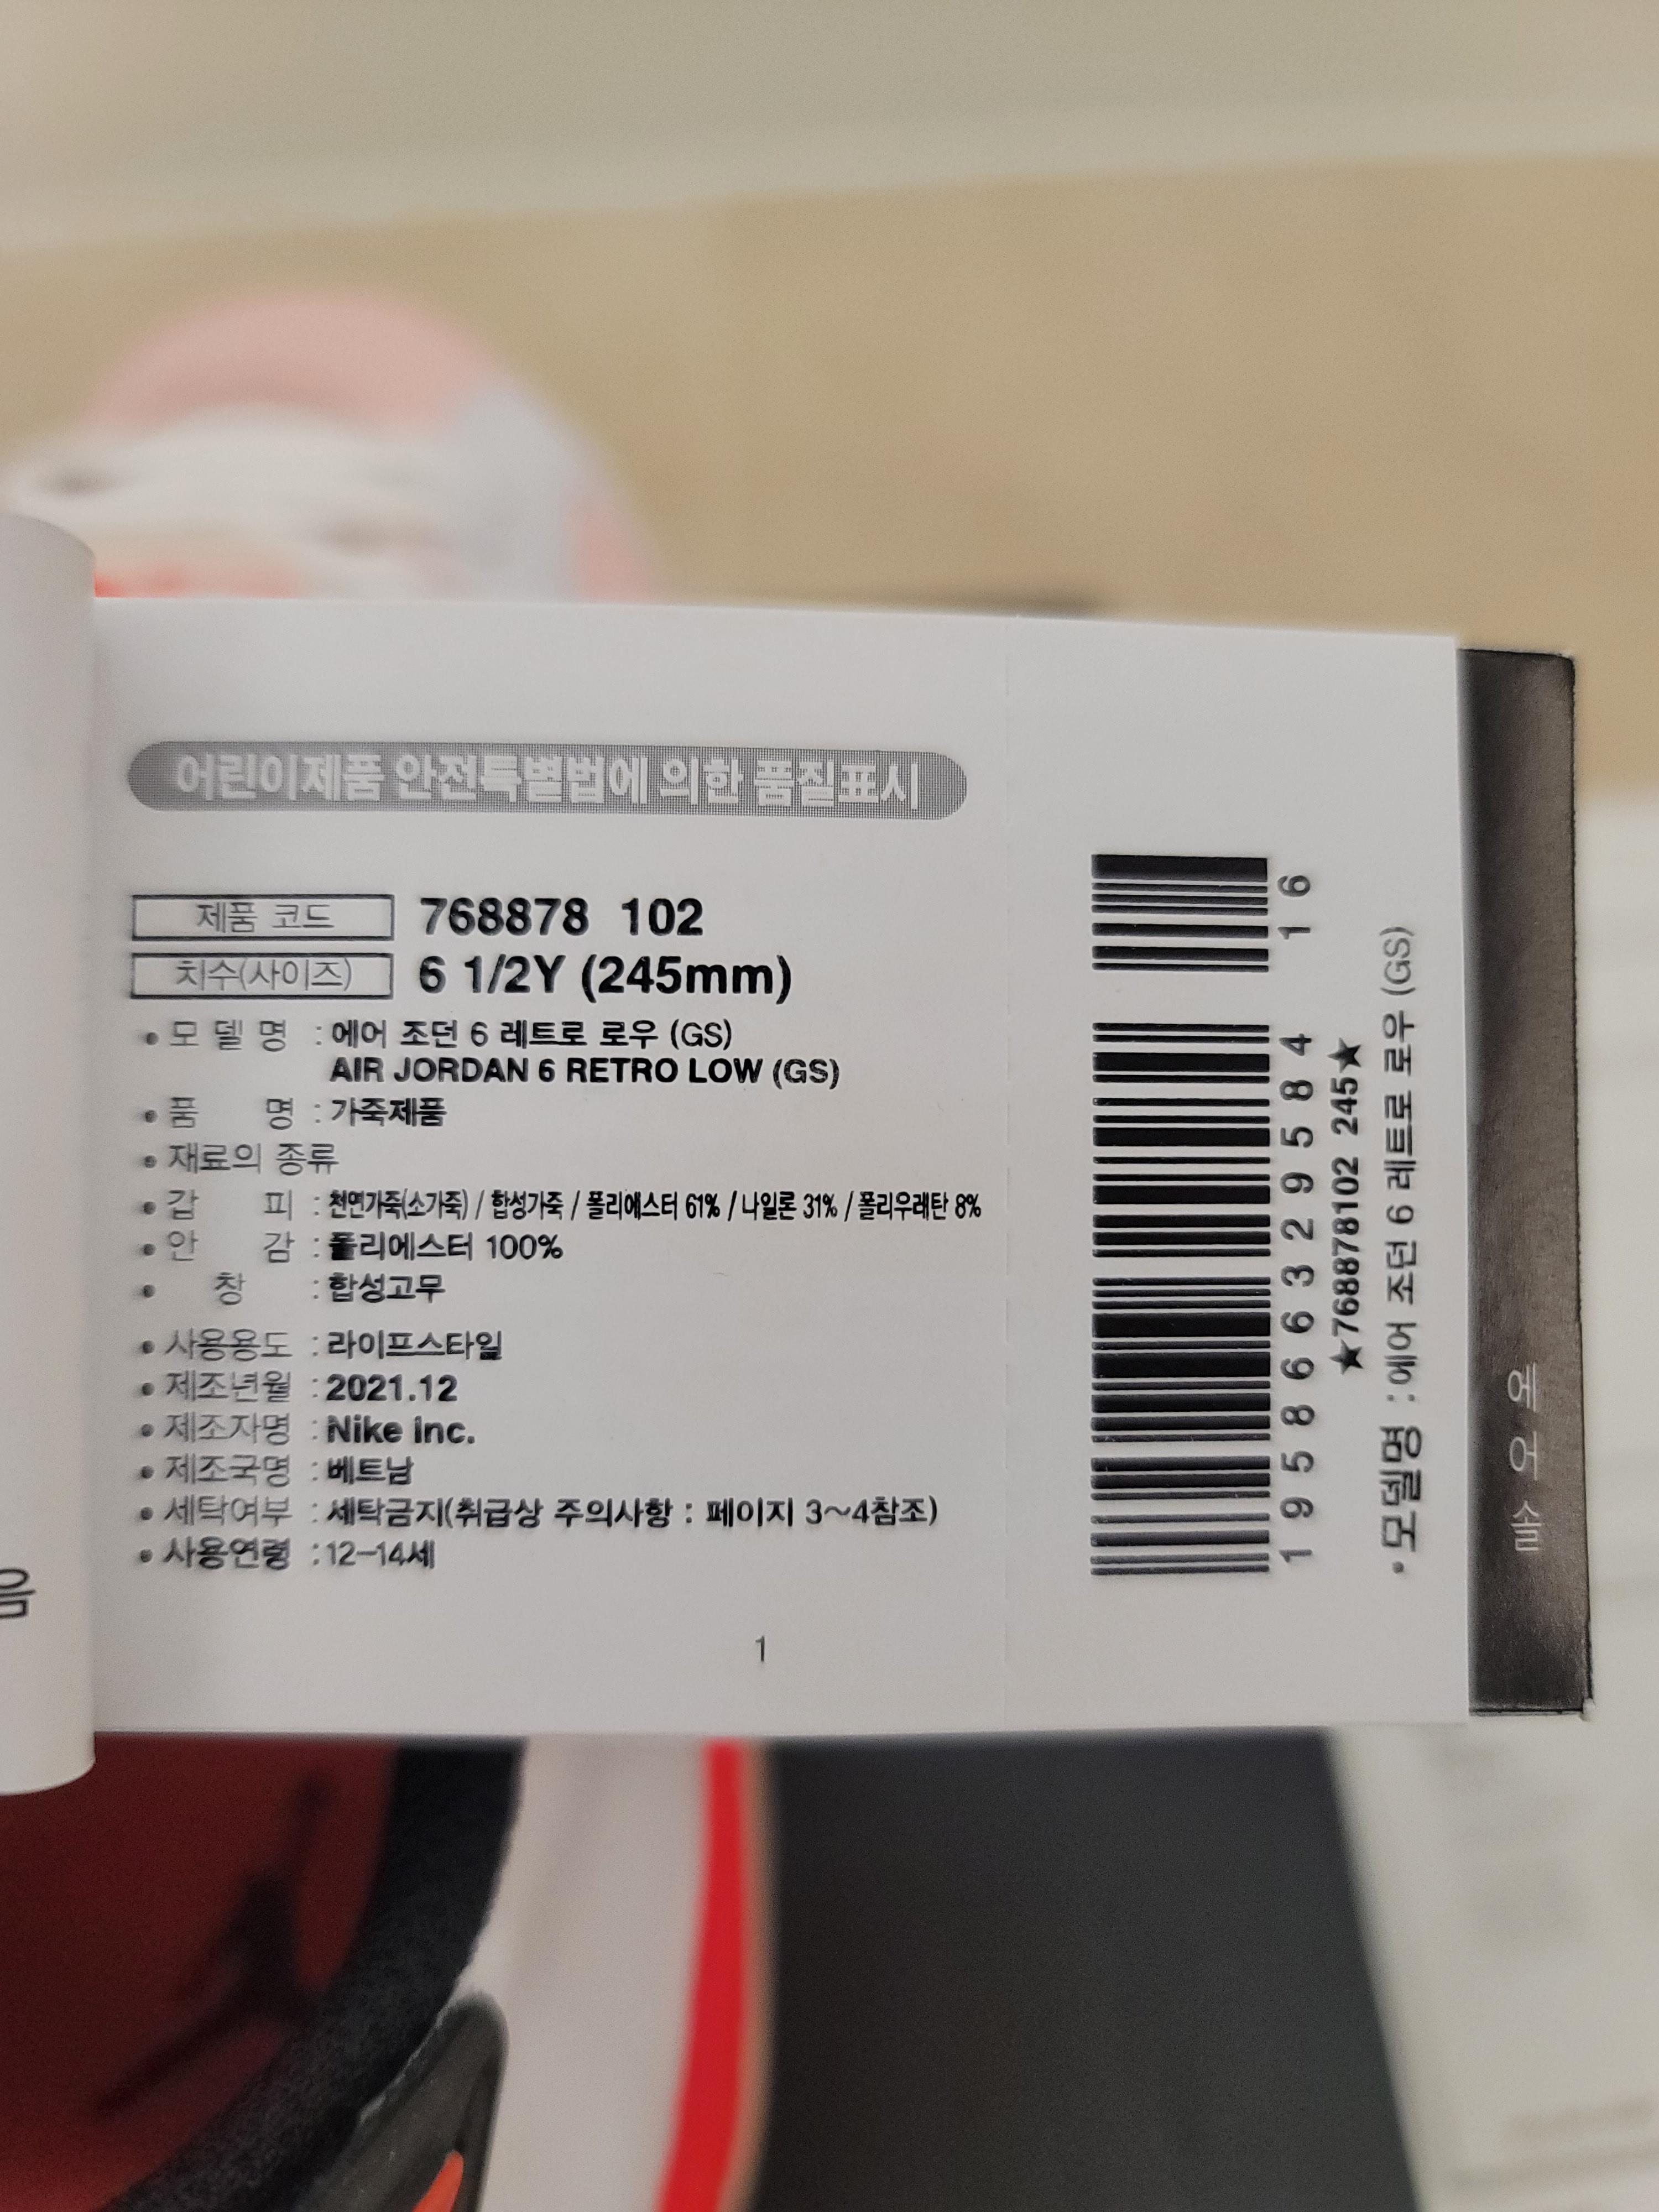 어린이제품 안전특별법에 의한 품질표시
제품 코드 768878 102
치수(사이즈) 6 1/2Y (245mm)
• 모 델 명 : 에어 조던 6 레트로 로우 (GS)
AIR JORDAN 6 RETRO LOW (GS)
• 품 명 : 가죽제품
• 재료의 종류
• 갑 피 : 천연가죽(소가죽) / 합성가죽 / 폴리에스터 61% / 나일론 31% / 폴리우레탄 8%
• 안 감 : 폴리에스터 100%
• 창 : 합성고무
• 사용용도 : 라이프스타일
• 제조년월 : 2021.12
• 제조자명 : Nike Inc.
• 제조국명 : 베트남
• 세탁여부 : 세탁금지(취급상 주의사항 : 페이지 3~4참조)
• 사용연령 : 12-14세
1
195866329584 16
★768878102 245★
• 모델명 : 에어 조던 6 레트로 로우 (GS)
에어솔
음